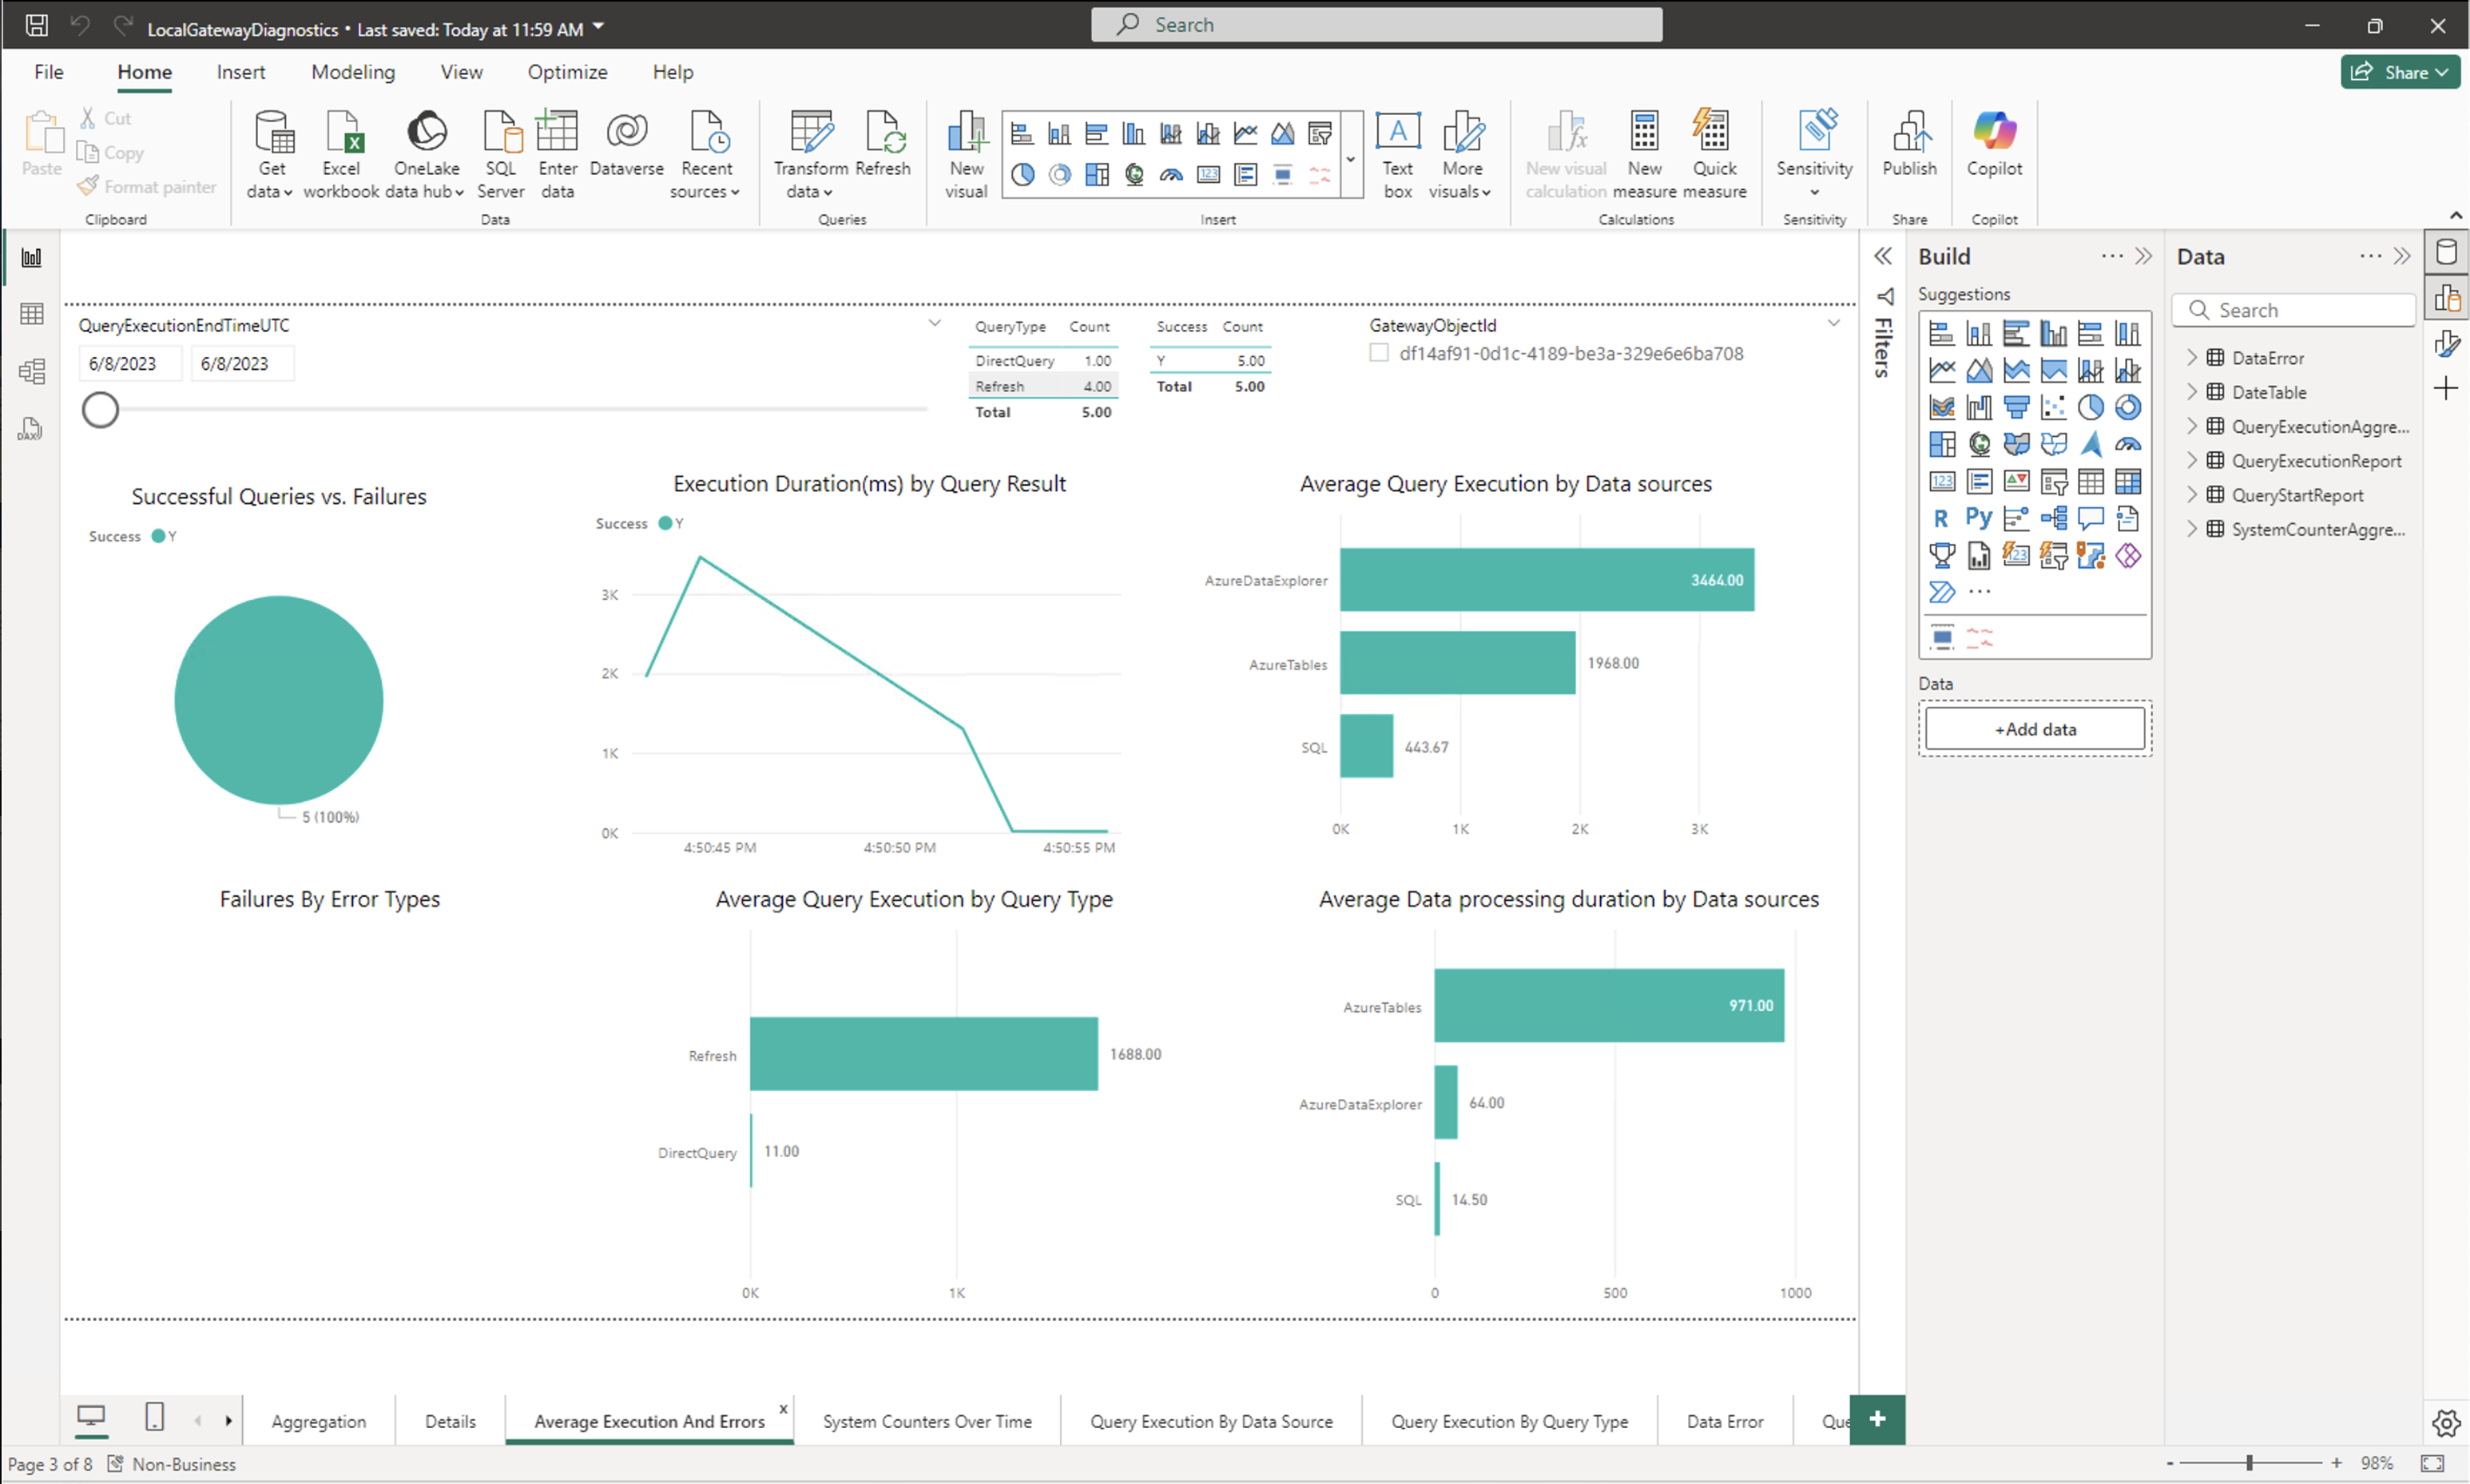 LocalGatewayDiagnostics • Last saved: Today at 11:59 AM
Search
File Home Insert Modeling View Optimize Help
Share
Paste
Cut
Copy
Format painter
Clipboard
Get data
Excel workbook
OneLake data hub
SQL Server
Enter data
Dataverse
Recent sources
Data
Transform data
Refresh
Queries
New visual
Insert
Text box
More visuals
New visual calculation
New measure
Quick measure
Calculations
Sensitivity
Sensitivity
Publish
Share
Copilot
Copilot
DAX
QueryExecutionEndTimeUTC
6/8/2023 6/8/2023
QueryType Count
DirectQuery 1.00
Refresh 4.00
Total 5.00
Success Count
Y 5.00
Total 5.00
GatewayObjectId
df14af91-0d1c-4189-be3a-329e6e6ba708
Successful Queries vs. Failures
Success Y
5 (100%)
Execution Duration(ms) by Query Result
Success Y
3K
2K
1K
0K
4:50:45 PM 4:50:50 PM 4:50:55 PM
Average Query Execution by Data sources
AzureDataExplorer 3464.00
AzureTables 1968.00
SQL 443.67
0K 1K 2K 3K
Failures By Error Types
Average Query Execution by Query Type
Refresh 1688.00
DirectQuery 11.00
0K 1K
Average Data processing duration by Data sources
AzureTables 971.00
AzureDataExplorer 64.00
SQL 14.50
0 500 1000
Filters
Build
Suggestions
123
R Py
123
Data
+Add data
Data
Search
DataError
DateTable
QueryExecutionAggre...
QueryExecutionReport
QueryStartReport
SystemCounterAggre...
Aggregation
Details
Average Execution And Errors
System Counters Over Time
Query Execution By Data Source
Query Execution By Query Type
Data Error
Que
Page 3 of 8
Non-Business
98%